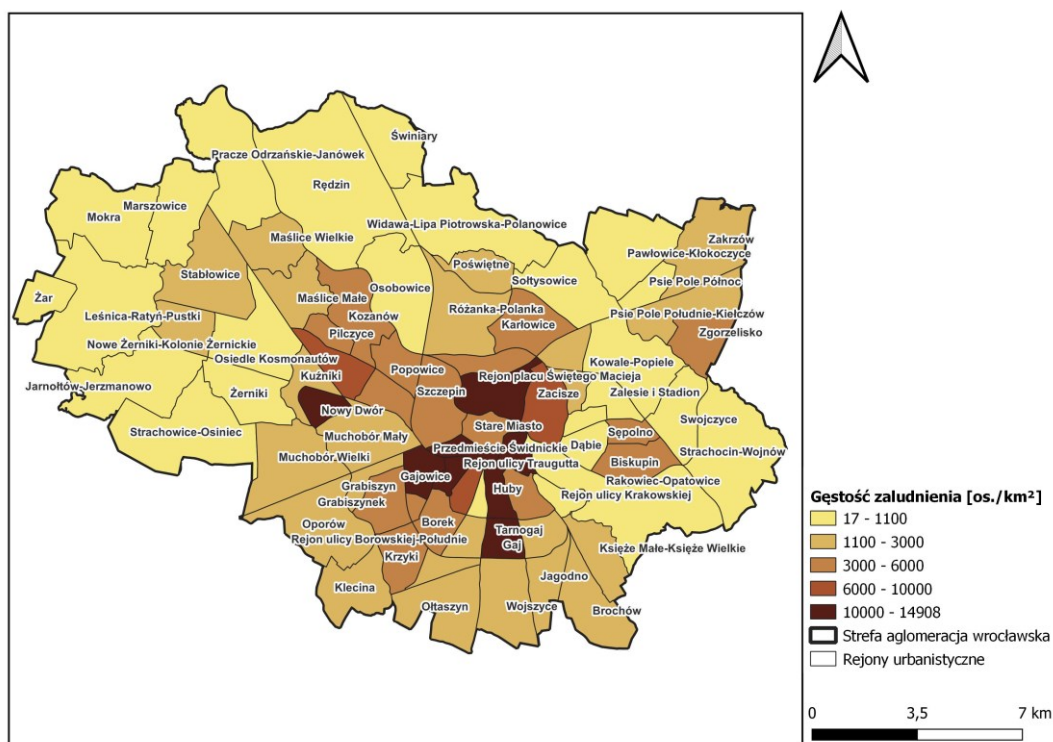 Świniary
Pracze Odrzańskie-Janówek
Rędzin
Marszowice
Mokra
Widawa-Lipa Piotrowska-Polanowice
Maślice Wielkie
Zakrzów
Pawłowice-Kłokoczyce
Poświętne
Stabłowice
Sołtysowice
Psie Pole Północ
Osobowice
Żar
Maślice Małe
Różanka-Polanka
Leśnica-Ratyń-Pustki
Kozanów
Psie Pole Południe-Kiełczów
Karłowice
Zgorzelisko
Pilczyce
Nowe Żerniki-Kolonie Żernickie
Osiedle Kosmonautów
Kowale-Popiele
Popowice
Rejon placu Świętego Macieja
Kuźniki
Jarnołtów-Jerzmanowo
Żerniki
Szczepin
Zacisze
Zalesie i Stadion
Nowy Dwór
Swojczyce
Stare Miasto
Strachowice-Osiniec
Muchobór Mały
Sępolno
Przedmieście Świdnickie
Dąbie
Strachocin-Wojnów
Muchobór Wielki
Rejon ulicy Traugutta
Biskupin
Gajowice
Rakowiec-Opatowice
Grabiszyn
Huby
Rejon ulicy Krakowskiej
Grabiszynek
Oporów
Borek
Tarnogaj
Rejon ulicy Borowskiej-Południe
Gaj
Księże Małe-Księże Wielkie
Krzyki
Jagodno
Klecina
Ołtaszyn
Wojszyce
Brochów
Gęstość zaludnienia [os./km²]
17 - 1100
1100 - 3000
3000 - 6000
6000 - 10000
10000 - 14908
Strefa aglomeracja wrocławska
Rejony urbanistyczne
0 3,5 7 km